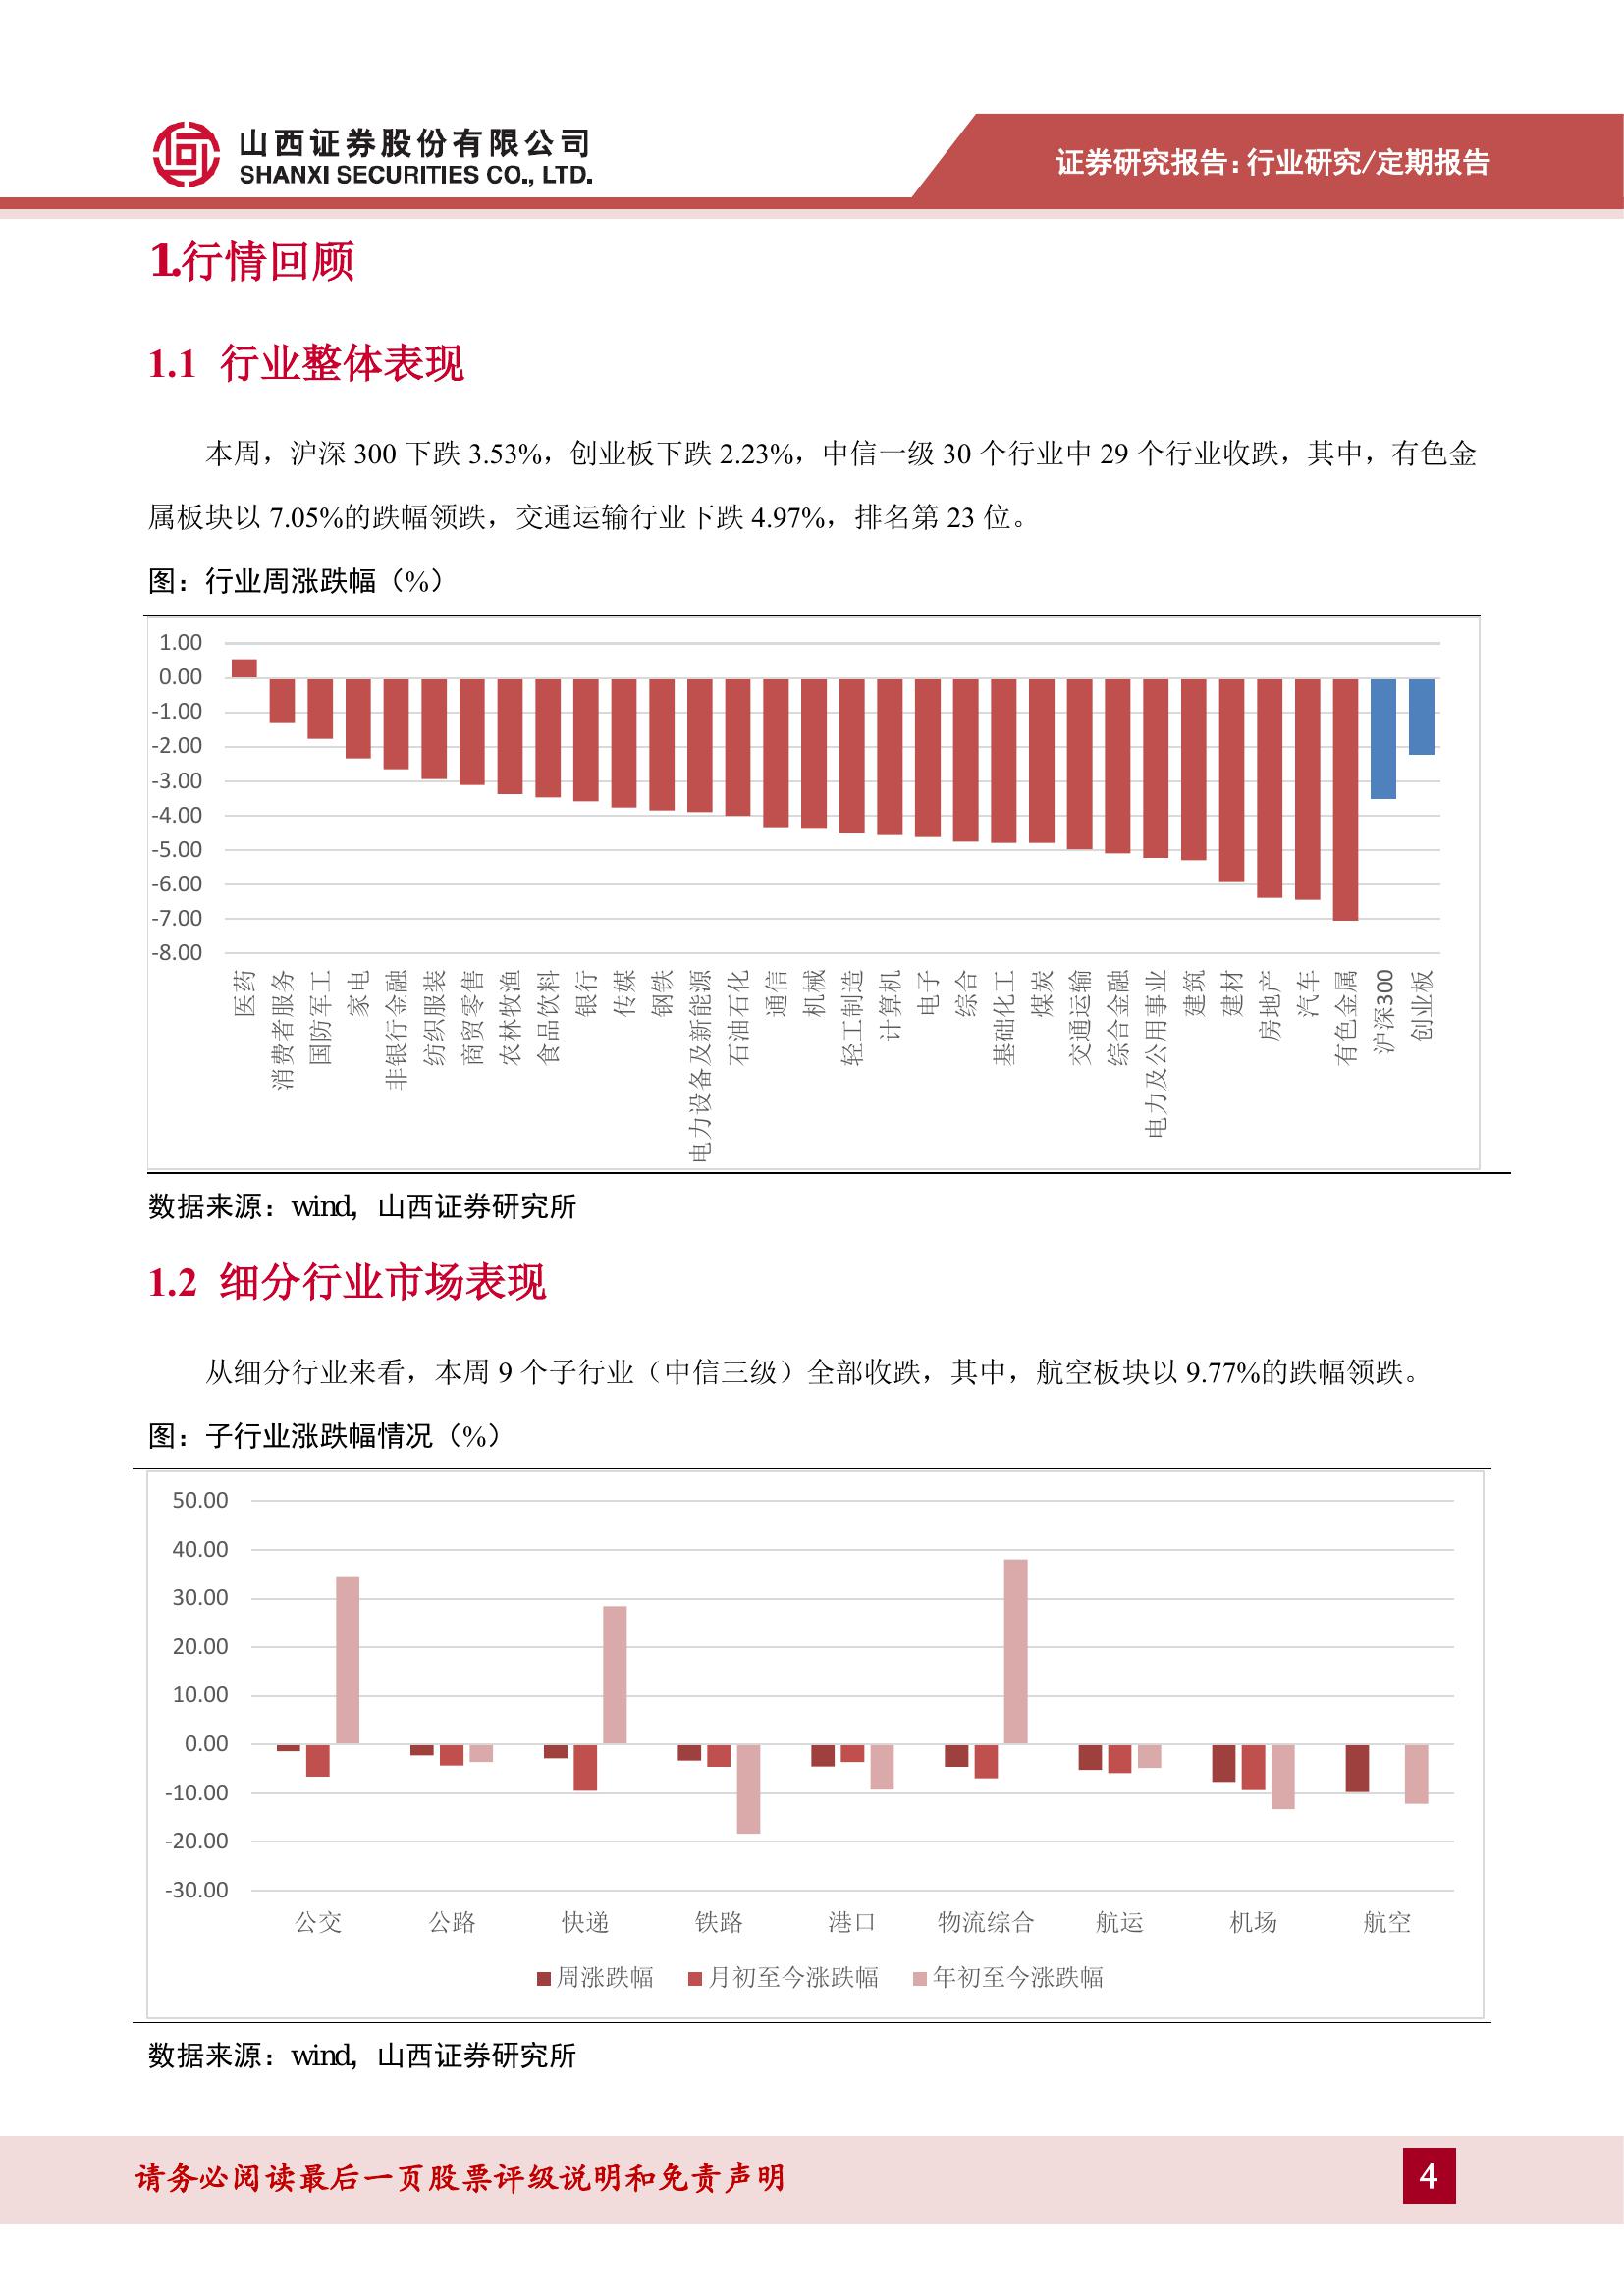 山西证券股份有限公司
SHANXI SECURITIES CO., LTD.
证券研究报告：行业研究/定期报告
1.行情回顾
1.1 行业整体表现
本周，沪深 300 下跌 3.53%，创业板下跌 2.23%，中信一级 30 个行业中 29 个行业收跌，其中，有色金
属板块以 7.05%的跌幅领跌，交通运输行业下跌 4.97%，排名第 23 位。
图：行业周涨跌幅（%）
1.00
0.00
-1.00
-2.00
-3.00
-4.00
-5.00
-6.00
-7.00
-8.00
医药
消费者服务
国防军工
家电
非银行金融
纺织服装
商贸零售
农林牧渔
食品饮料
银行
传媒
钢铁
电力设备及新能源
石油石化
通信
机械
轻工制造
计算机
电子
综合
基础化工
煤炭
交通运输
综合金融
电力及公用事业
建筑
建材
房地产
汽车
有色金属
沪深300
创业板
数据来源：wind，山西证券研究所
1.2 细分行业市场表现
从细分行业来看，本周 9 个子行业（中信三级）全部收跌，其中，航空板块以 9.77%的跌幅领跌。
图：子行业涨跌幅情况（%）
50.00
40.00
30.00
20.00
10.00
0.00
-10.00
-20.00
-30.00
公交 公路 快递 铁路 港口 物流综合 航运 机场 航空
周涨跌幅 月初至今涨跌幅 年初至今涨跌幅
数据来源：wind，山西证券研究所
请务必阅读最后一页股票评级说明和免责声明
4